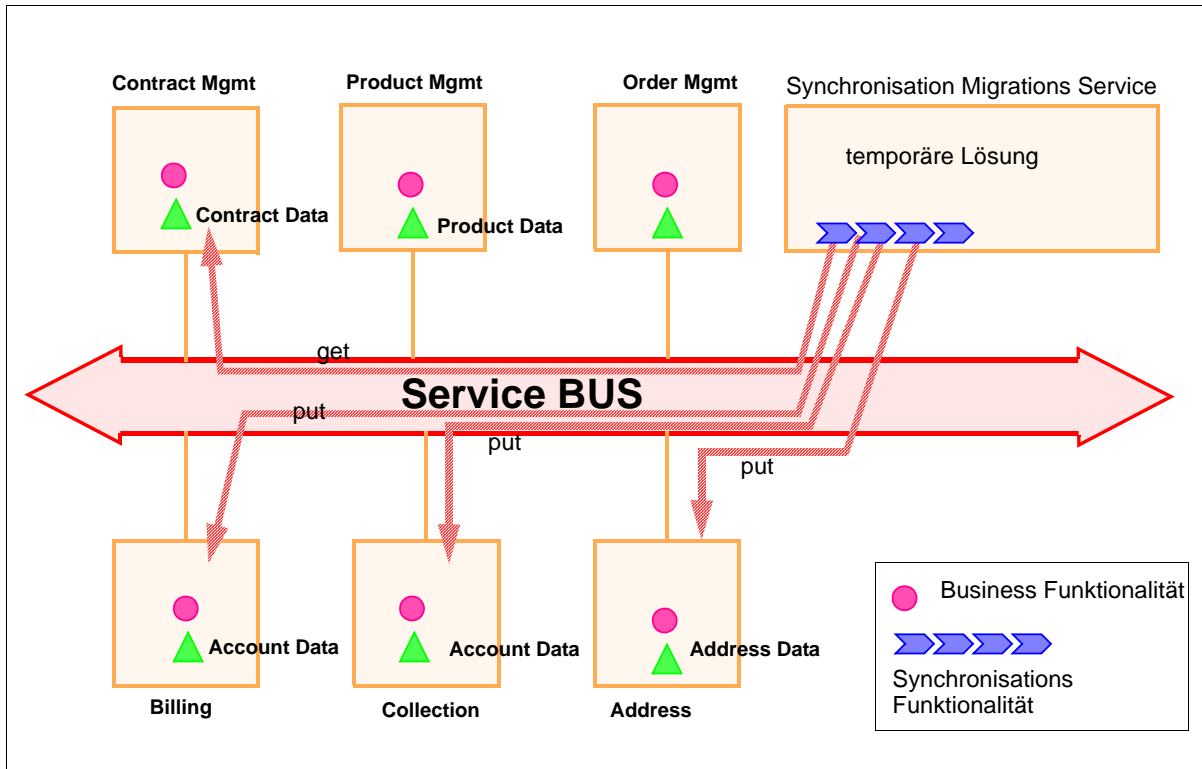 Contract Mgmt
Product Mgmt
Order Mgmt
Synchronisation Migrations Service
temporäre Lösung
Contract Data
Product Data
get
Service BUS
put
put
put
Account Data
Account Data
Address Data
Billing
Collection
Address
Business Funktionalität
Synchronisations
Funktionalität